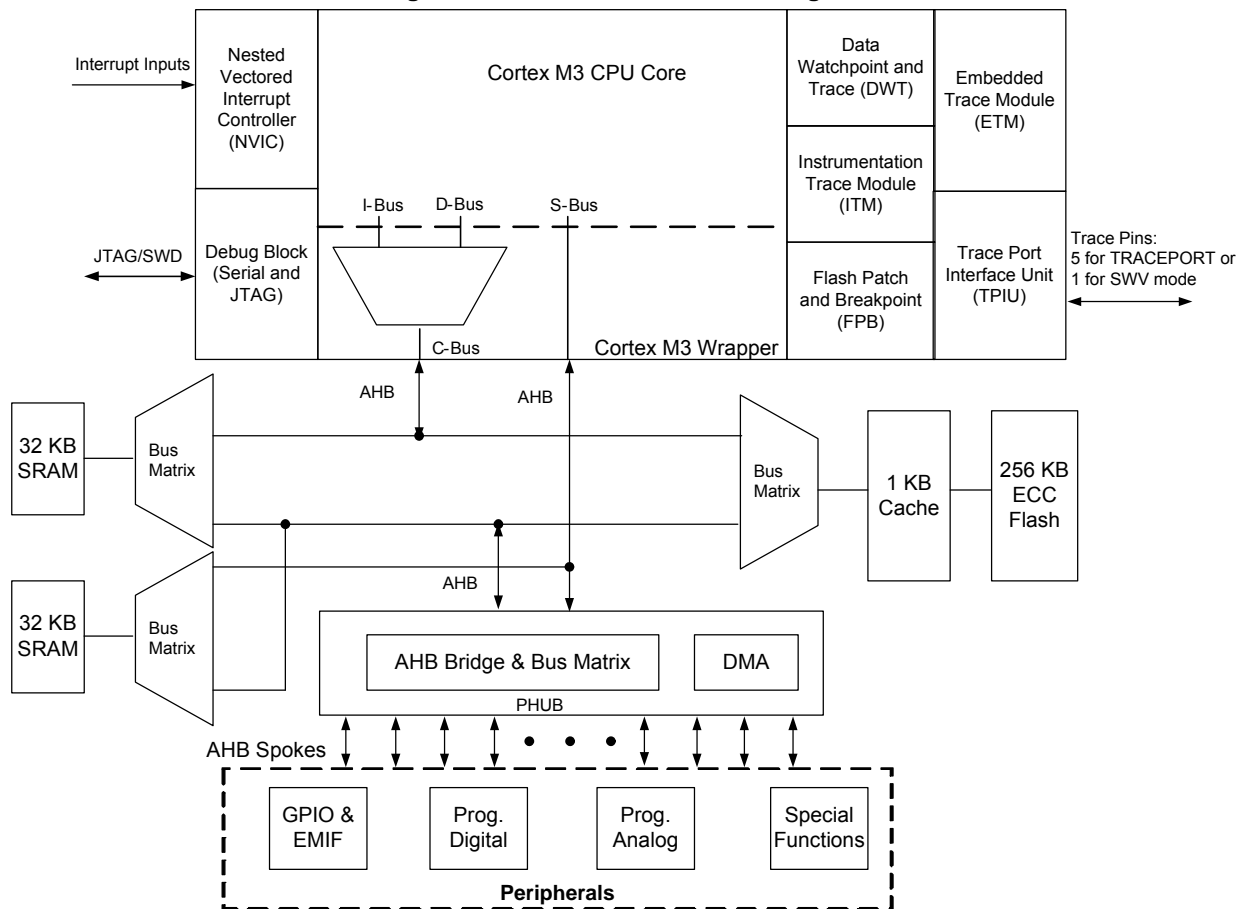 Nested
Vectored
Interrupt
Controller
(NVIC)
Interrupt Inputs
Cortex M3 CPU Core
Data
Watchpoint and
Trace (DWT)
Embedded
Trace Module
(ETM)
Instrumentation
Trace Module
(ITM)
I-Bus
D-Bus
S-Bus
JTAG/SWD
Debug Block
(Serial and
JTAG)
Flash Patch
and Breakpoint
(FPB)
Trace Port
Interface Unit
(TPIU)
Trace Pins:
5 for TRACEPORT or
1 for SWV mode
C-Bus
Cortex M3 Wrapper
AHB
AHB
32 KB
SRAM
Bus
Matrix
Bus
Matrix
1 KB
Cache
256 KB
ECC
Flash
AHB
32 KB
SRAM
Bus
Matrix
AHB Bridge & Bus Matrix
DMA
PHUB
AHB Spokes
GPIO &
EMIF
Prog.
Digital
Prog.
Analog
Special
Functions
Peripherals